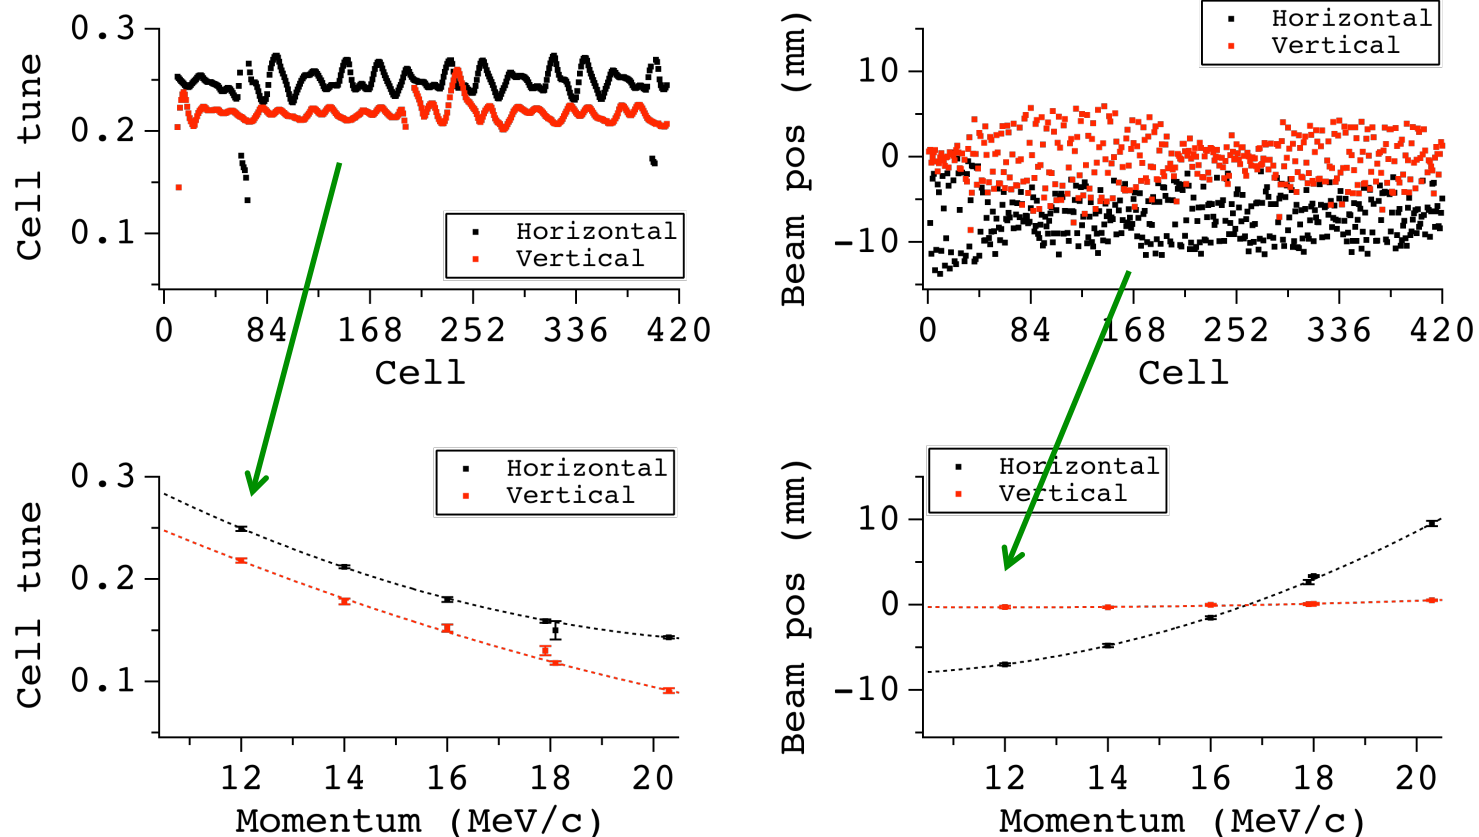 Cell tune
0.3
0.2
0.1
Horizontal
Vertical
0 84 168 252 336 420
Cell
Beam pos (mm)
10
0
−10
Horizontal
Vertical
0 84 168 252 336 420
Cell
Cell tune
0.3
0.2
0.1
Horizontal
Vertical
12 14 16 18 20
Momentum (MeV/c)
Beam pos (mm)
10
0
−10
Horizontal
Vertical
12 14 16 18 20
Momentum (MeV/c)